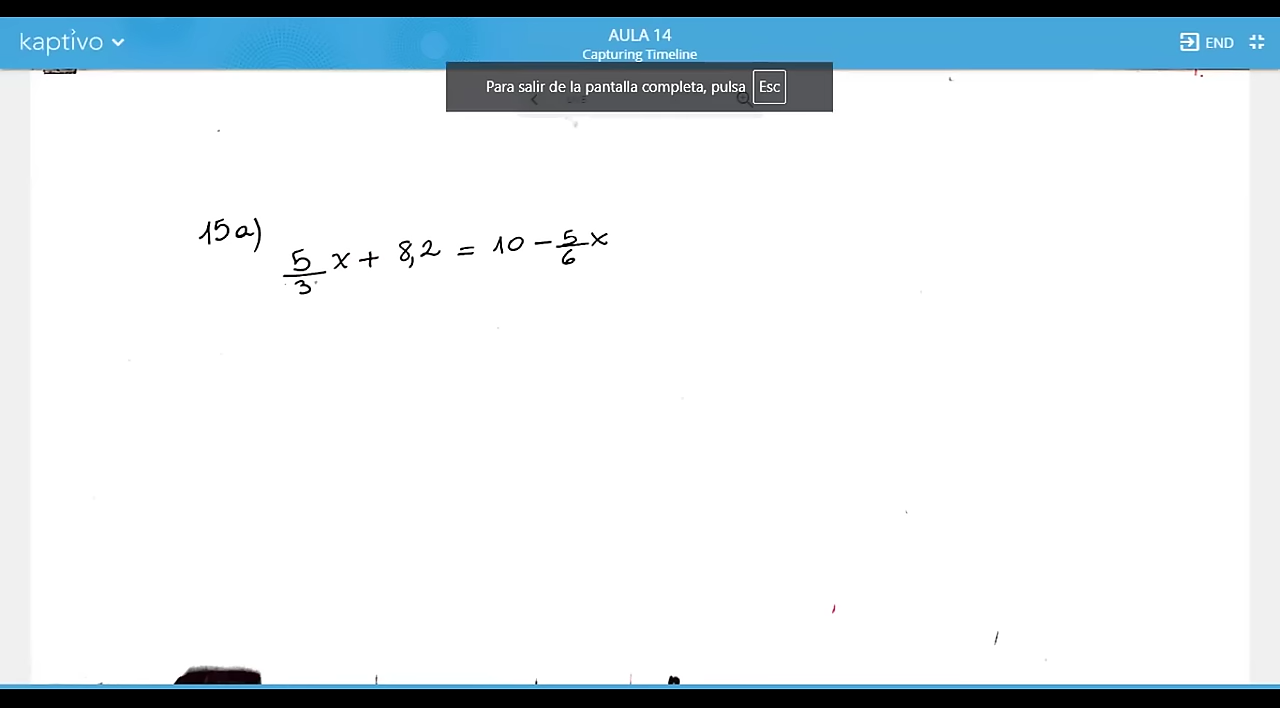 kaptivo
AULA 14
Capturing Timeline
END
Para salir de la pantalla completa, pulsa Esc
15a)
5/3 x + 8,2 = 10 - 5/6 x